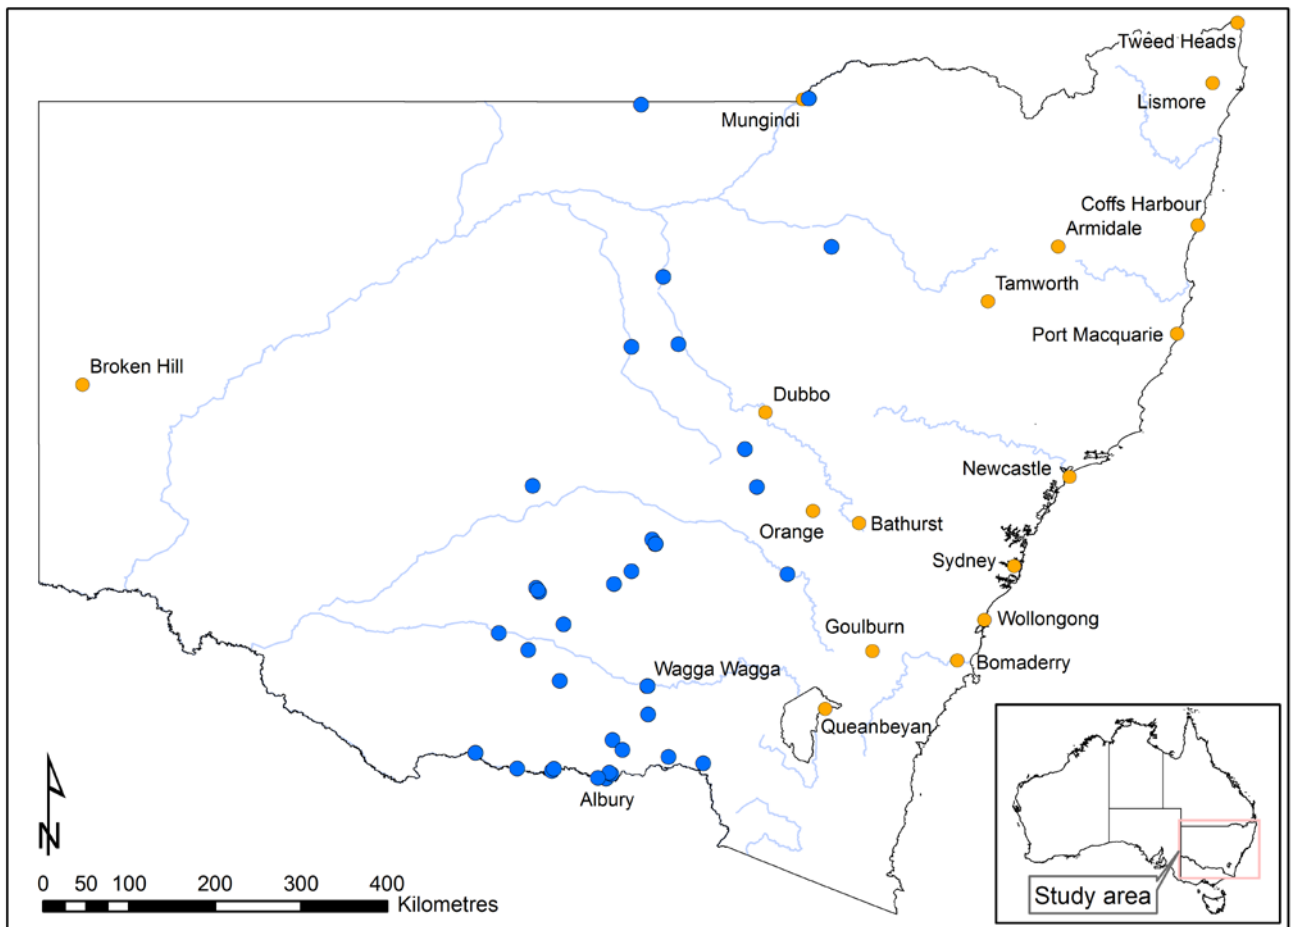 Tweed Heads
Lismore
Mungindi
Coffs Harbour
Armidale
Tamworth
Port Macquarie
Broken Hill
Dubbo
Newcastle
Orange
Bathurst
Sydney
Wollongong
Goulburn
Bomaderry
Wagga Wagga
Queanbeyan
Albury
N
0 50 100 200 300 400
Kilometres
Study area